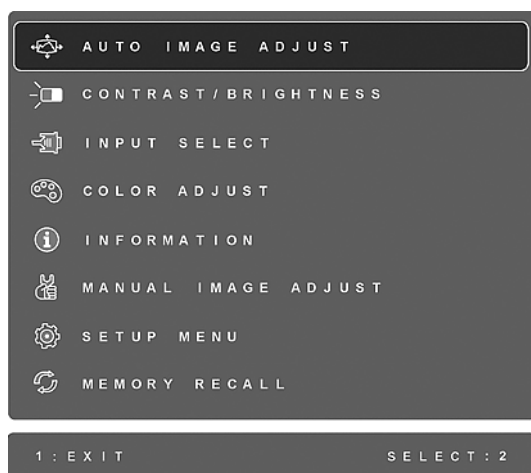 AUTO IMAGE ADJUST
CONTRAST/BRIGHTNESS
INPUT SELECT
COLOR ADJUST
INFORMATION
MANUAL IMAGE ADJUST
SETUP MENU
MEMORY RECALL
1:EXIT SELECT:2